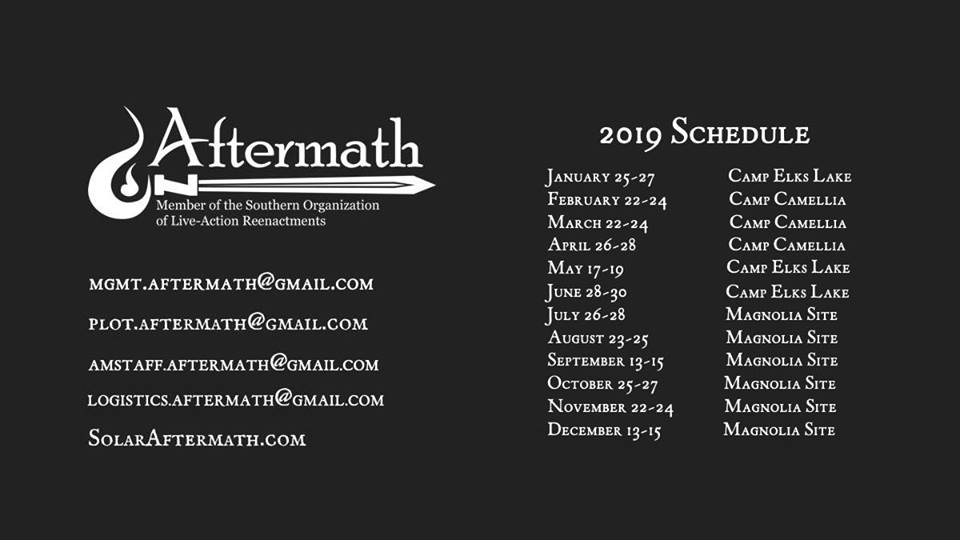 Aftermath
Member of the Southern Organization
of Live-Action Reenactments
mgmt.aftermath@gmail.com
plot.aftermath@gmail.com
amstaff.aftermath@gmail.com
logistics.aftermath@gmail.com
SolarAftermath.com
2019 Schedule
January 25-27 Camp Elks Lake
February 22-24 Camp Camellia
March 22-24 Camp Camellia
April 26-28 Camp Camellia
May 17-19 Camp Elks Lake
June 28-30 Camp Elks Lake
July 26-28 Magnolia Site
August 23-25 Magnolia Site
September 13-15 Magnolia Site
October 25-27 Magnolia Site
November 22-24 Magnolia Site
December 13-15 Magnolia Site